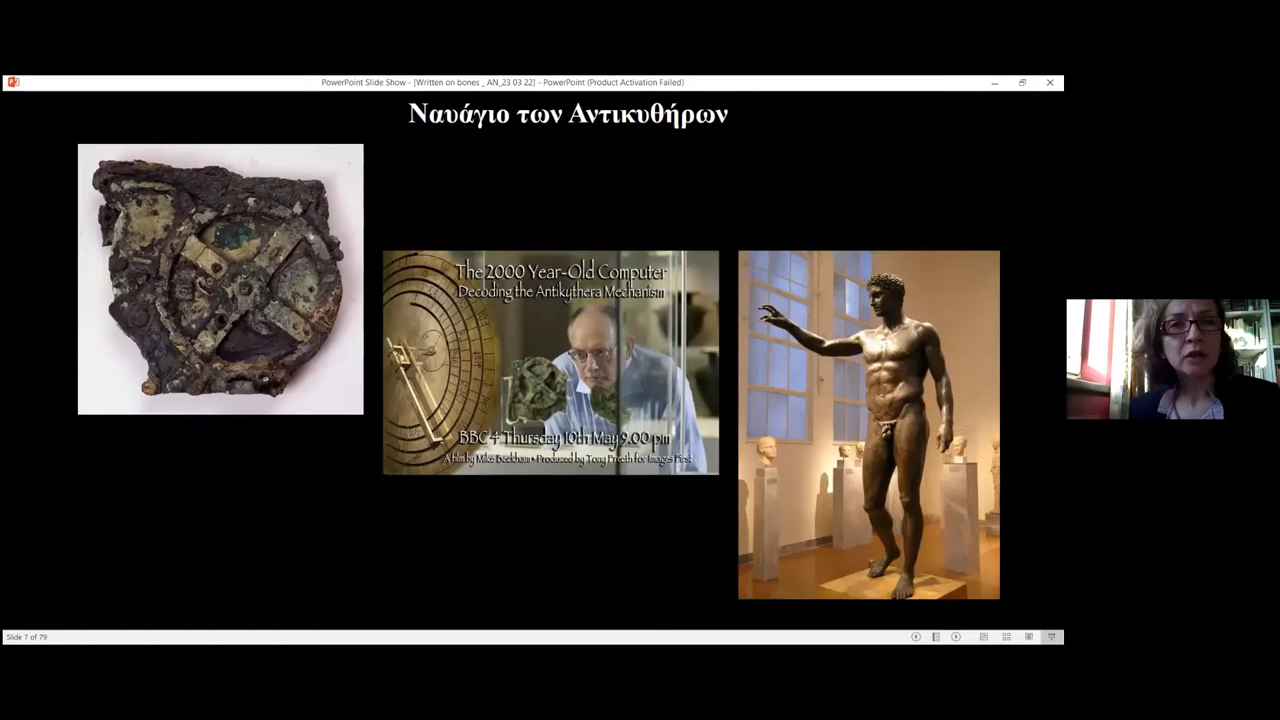 PowerPoint Slide Show - [Written on bones _ AN_23 03 22] - PowerPoint (Product Activation Failed)
Ναυάγιο των Αντικυθήρων
The 2000 Year-Old Computer
Decoding the Antikythera Mechanism
BBC4 Thursday 10th May 9.00 pm
A film by Mike Beckham • Produced by Tony Freeth for Images First
Slide 7 of 79